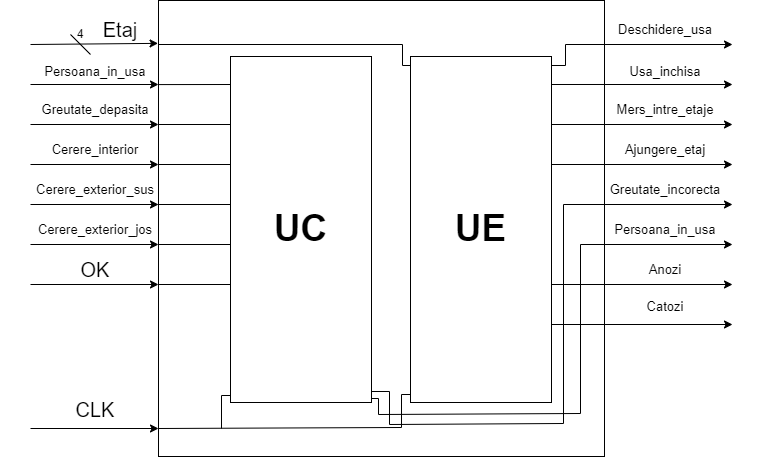 4
Etaj
Persoana_in_usa
Greutate_depasita
Cerere_interior
Cerere_exterior_sus
Cerere_exterior_jos
OK
CLK
UC
UE
Deschidere_usa
Usa_inchisa
Mers_intre_etaje
Ajungere_etaj
Greutate_incorecta
Persoana_in_usa
Anozi
Catozi